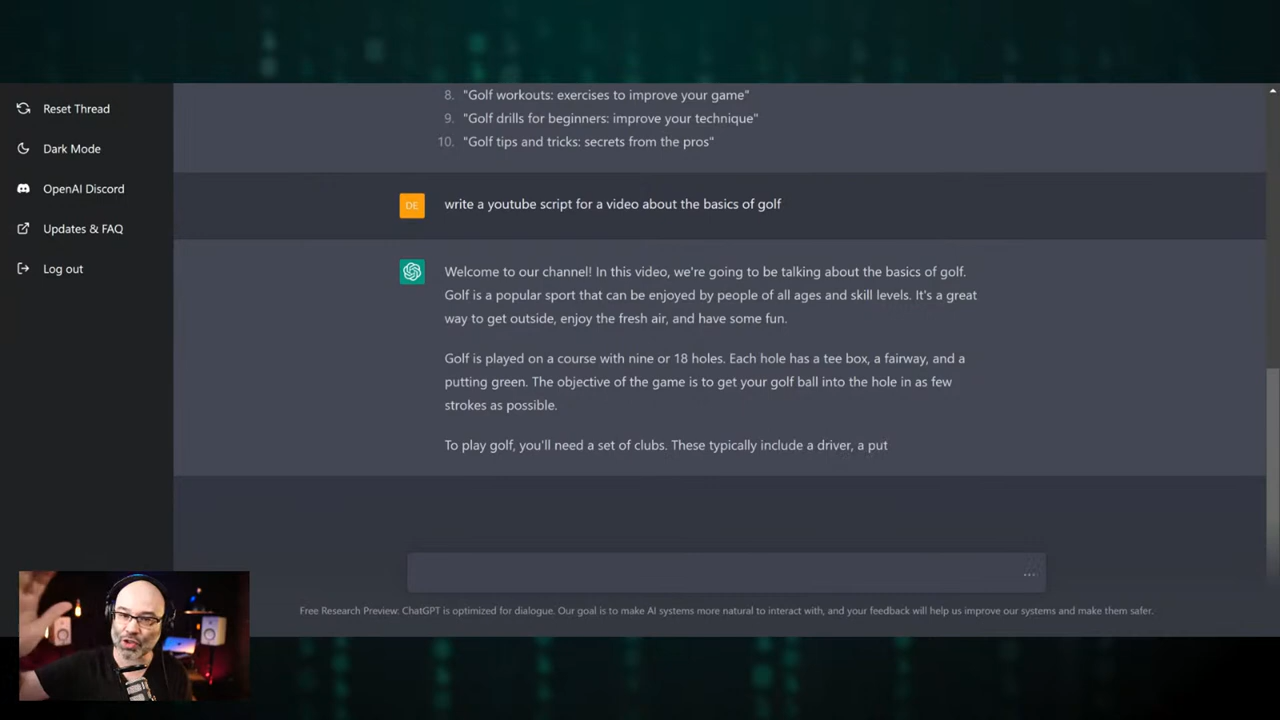 Reset Thread
Dark Mode
OpenAI Discord
Updates & FAQ
Log out
8. "Golf workouts: exercises to improve your game"
9. "Golf drills for beginners: improve your technique"
10. "Golf tips and tricks: secrets from the pros"
DE
write a youtube script for a video about the basics of golf
Welcome to our channel! In this video, we're going to be talking about the basics of golf.
Golf is a popular sport that can be enjoyed by people of all ages and skill levels. It's a great
way to get outside, enjoy the fresh air, and have some fun.
Golf is played on a course with nine or 18 holes. Each hole has a tee box, a fairway, and a
putting green. The objective of the game is to get your golf ball into the hole in as few
strokes as possible.
To play golf, you'll need a set of clubs. These typically include a driver, a put
...
Free Research Preview: ChatGPT is optimized for dialogue. Our goal is to make AI systems more natural to interact with, and your feedback will help us improve our systems and make them safer.